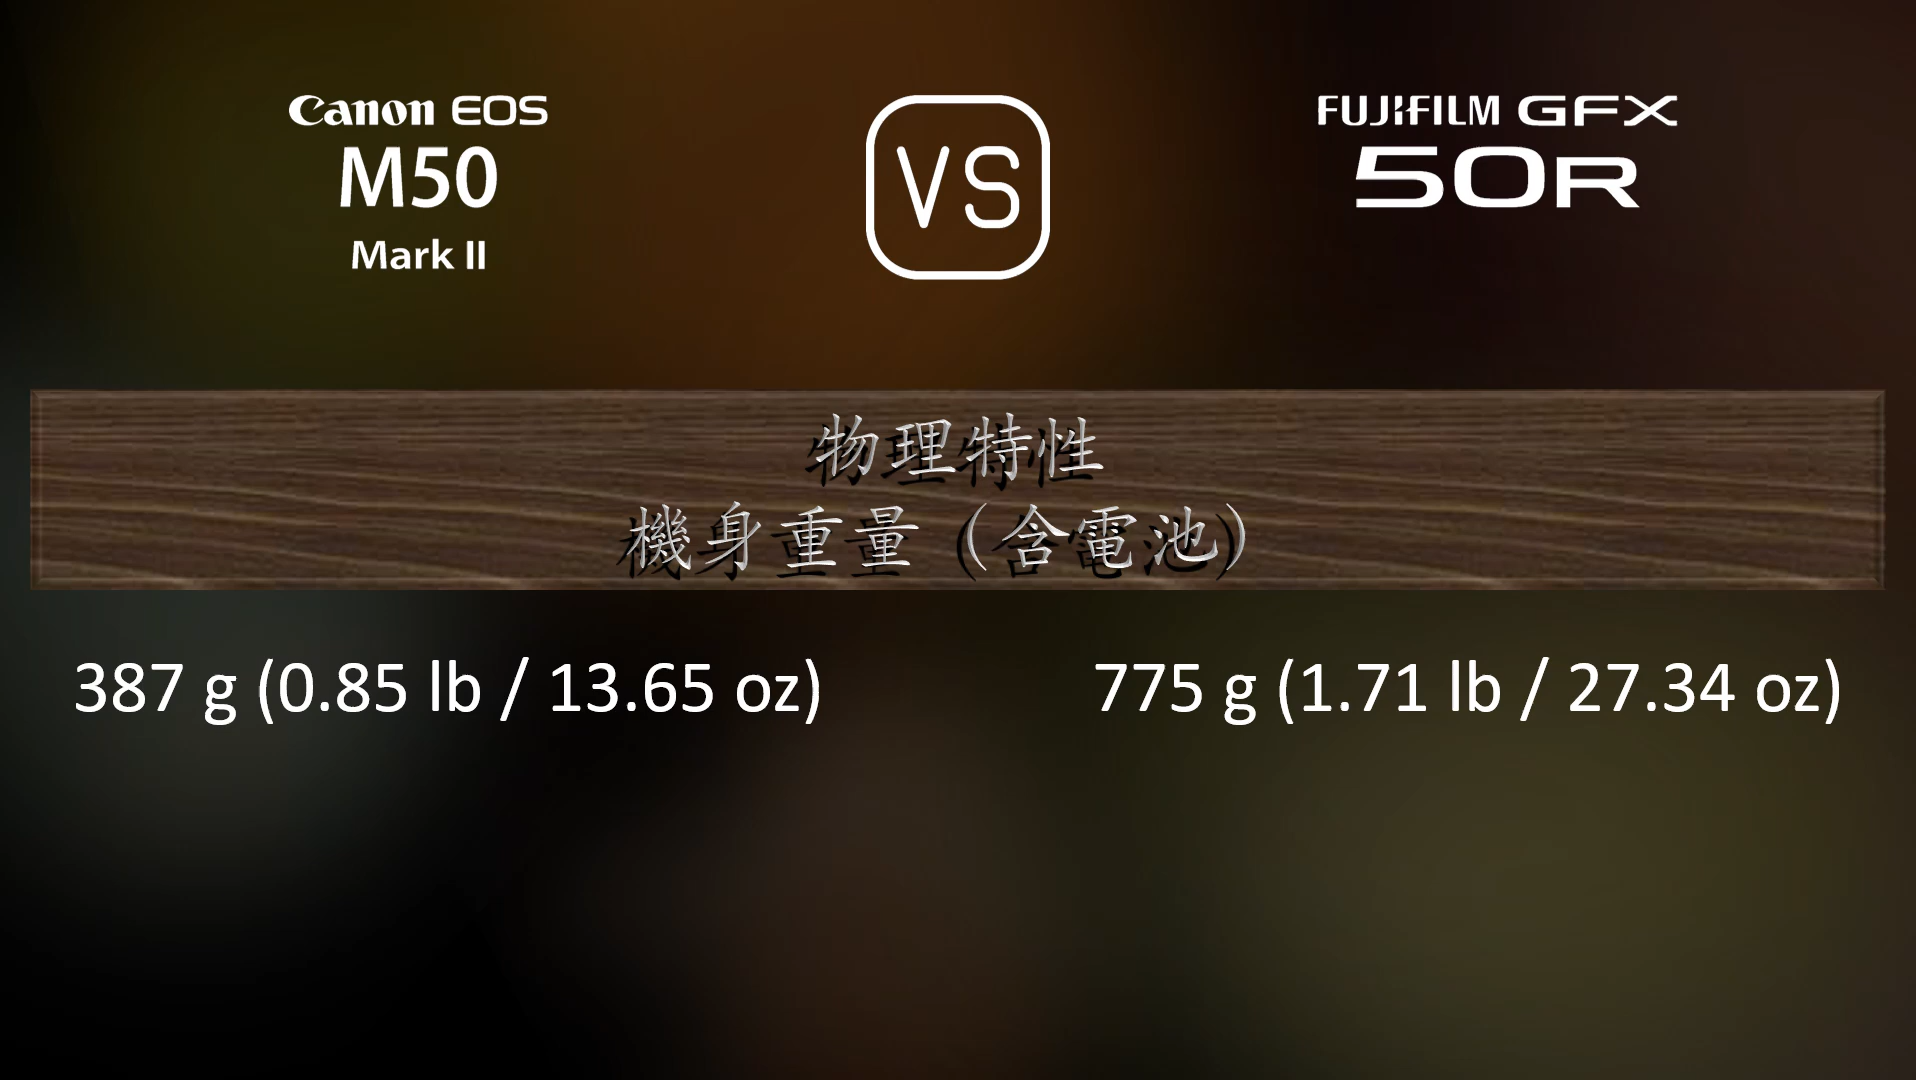 Canon EOS
M50
Mark II
VS
FUJIFILM GFX
50R
物理特性
機身重量（含電池）
387 g (0.85 lb / 13.65 oz)
775 g (1.71 lb / 27.34 oz)